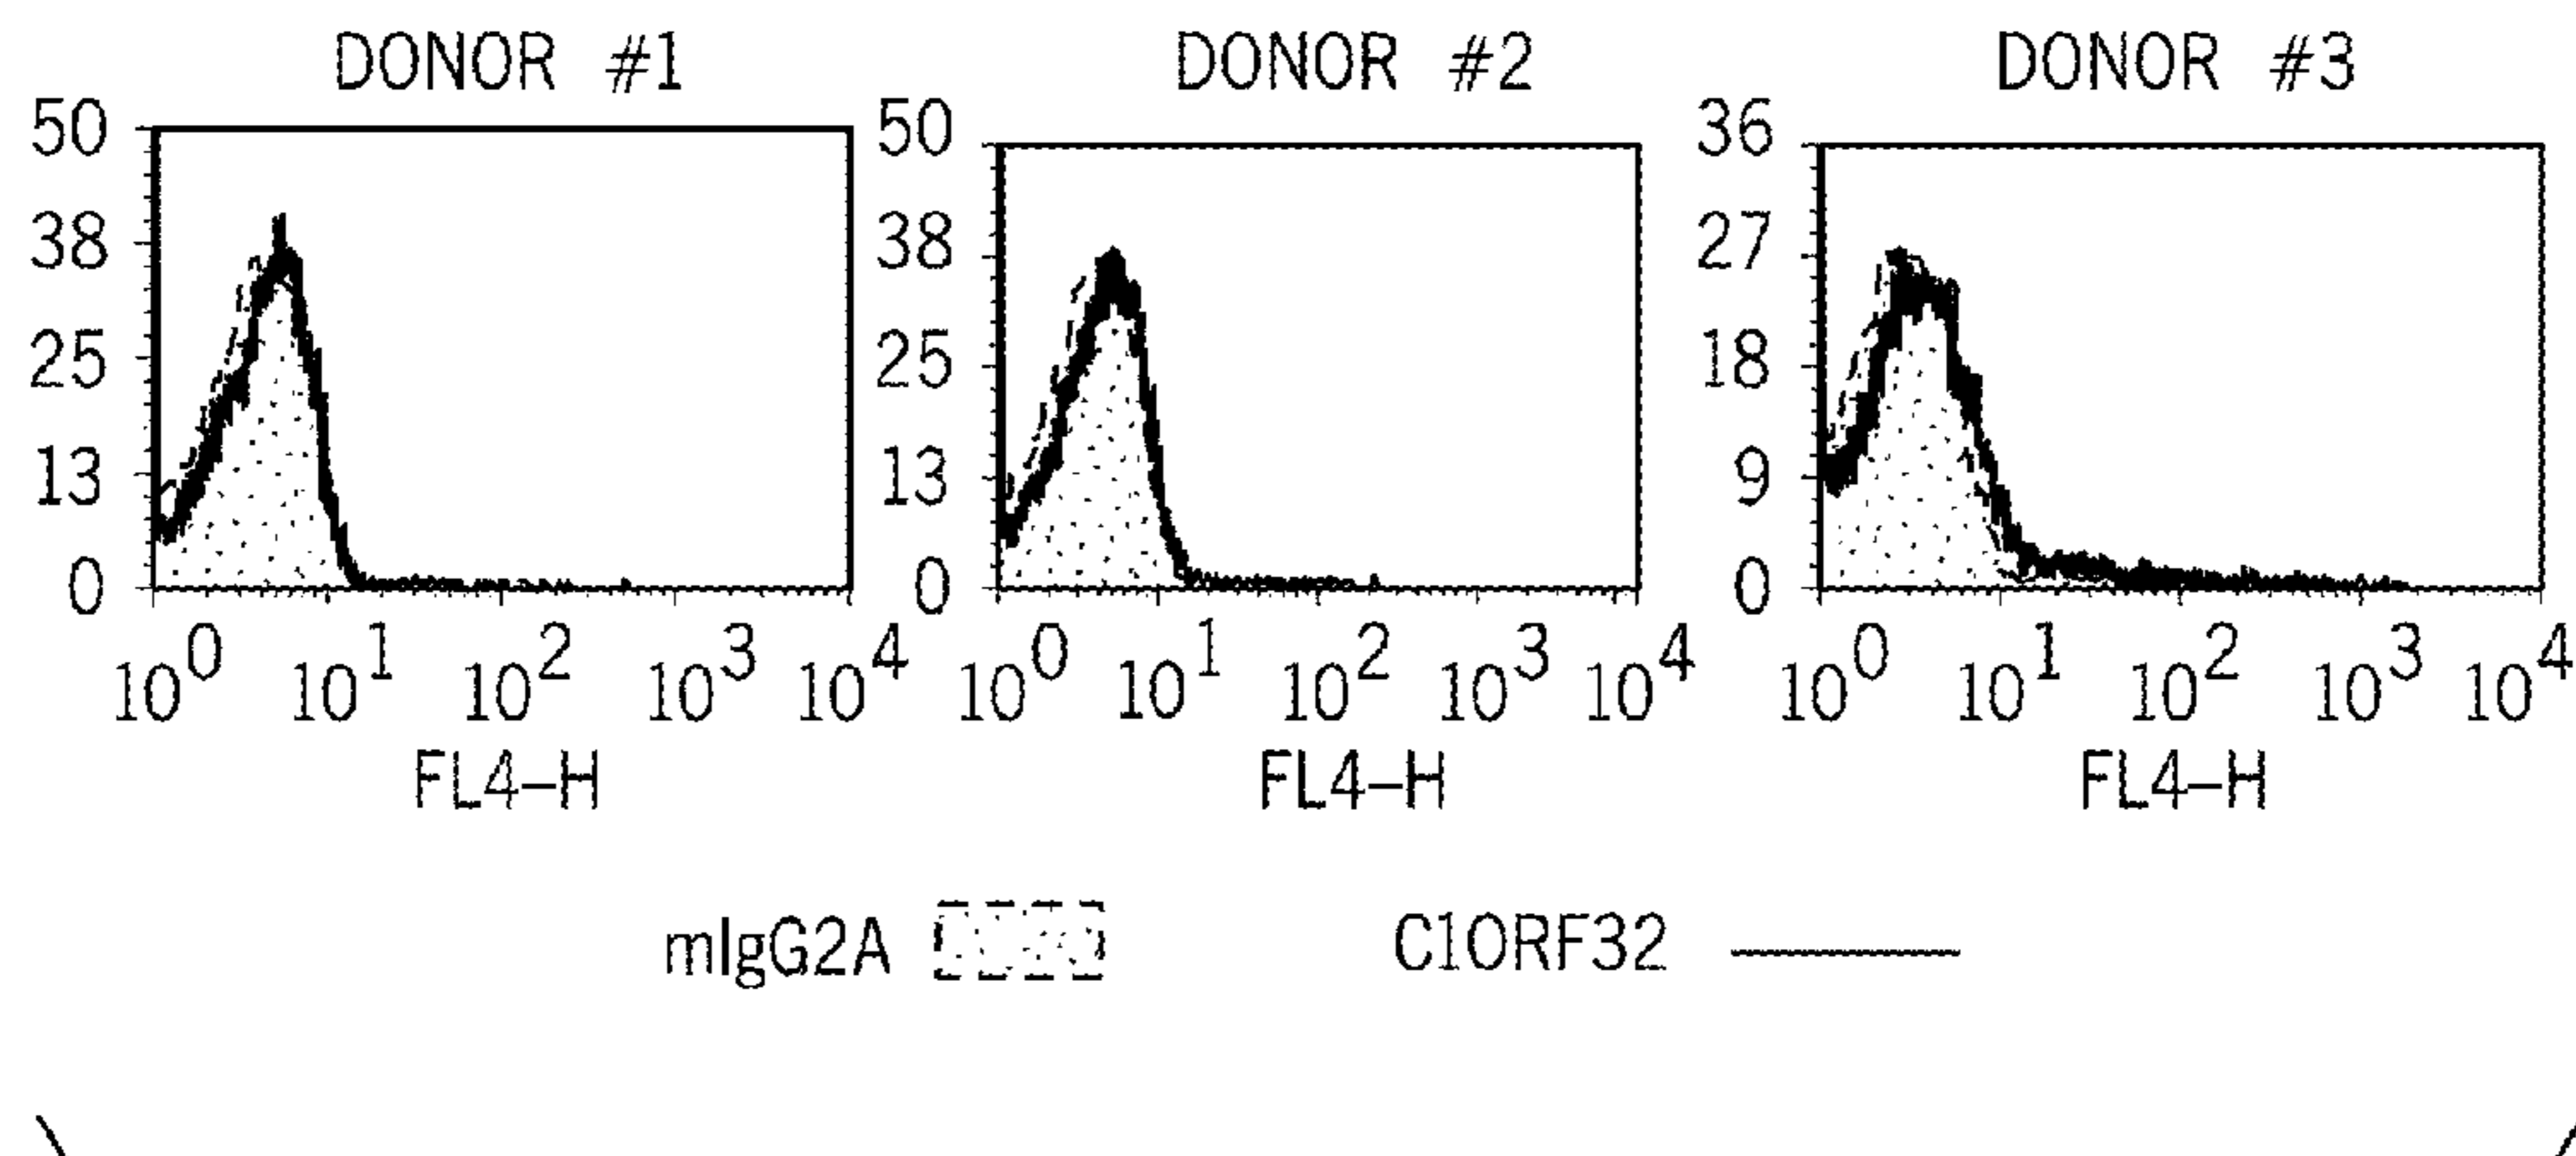 DONOR #1 DONOR #2 DONOR #3
50 50 36
38 38 27
25 25 18
13 13 9
0 0 0
10^0 10^1 10^2 10^3 10^4 10^0 10^1 10^2 10^3 10^4 10^0 10^1 10^2 10^3 10^4
FL4-H FL4-H FL4-H
mIgG2A C1ORF32